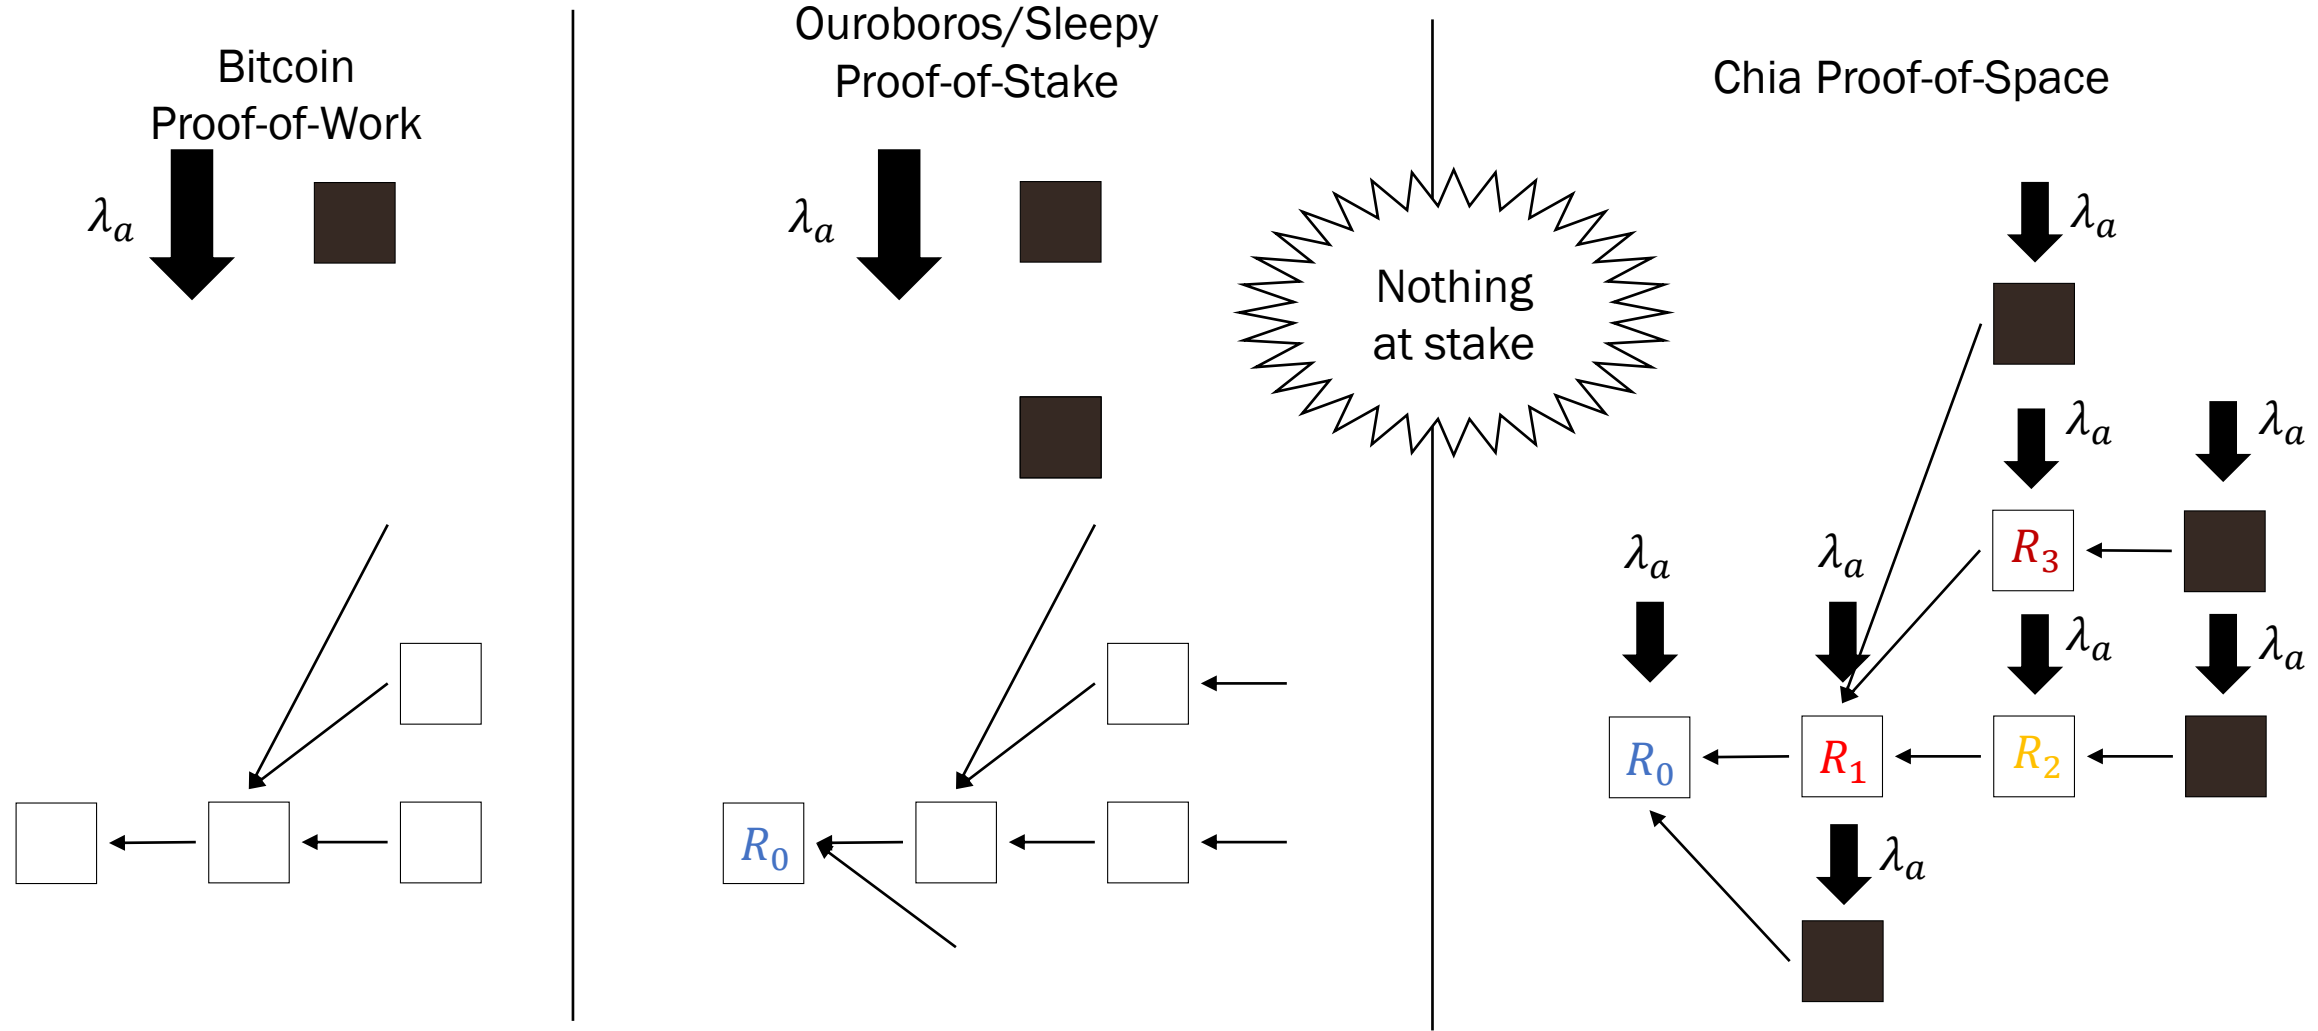 Bitcoin
Proof-of-Work
λa
Ouroboros/Sleepy
Proof-of-Stake
λa
R0
Nothing
at stake
Chia Proof-of-Space
λa
λa
λa
λa
λa
R3
λa
λa
R0
R1
R2
λa